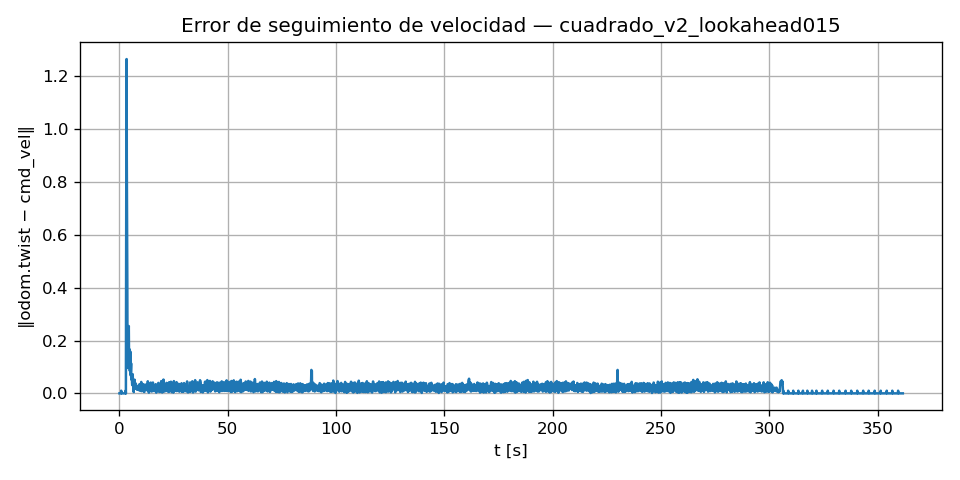 Error de seguimiento de velocidad — cuadrado_v2_lookahead015
‖odom.twist − cmd_vel‖
1.2
1.0
0.8
0.6
0.4
0.2
0.0
0 50 100 150 200 250 300 350
t [s]